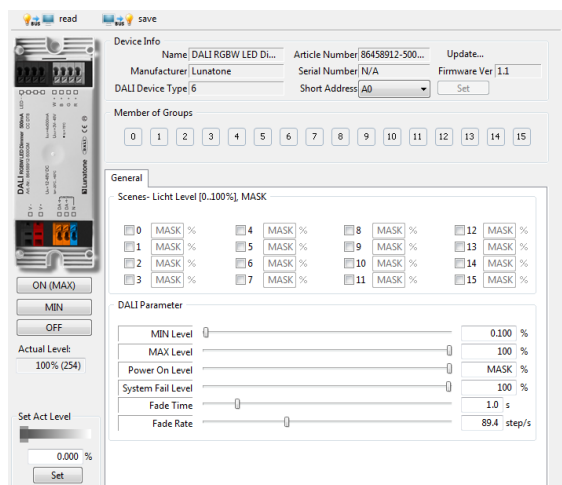 read save
Device Info
Name DALI RGBW LED Di... Article Number 86458912-500... Update...
Manufacturer Lunatone Serial Number N/A Firmware Ver 1.1
DALI Device Type 6 Short Address A0 Set
Member of Groups
0 1 2 3 4 5 6 7 8 9 10 11 12 13 14 15
General
Scenes- Licht Level [0..100%], MASK
0 MASK % 4 MASK % 8 MASK % 12 MASK %
1 MASK % 5 MASK % 9 MASK % 13 MASK %
2 MASK % 6 MASK % 10 MASK % 14 MASK %
3 MASK % 7 MASK % 11 MASK % 15 MASK %
DALI Parameter
MIN Level 0.100 %
MAX Level 100 %
Power On Level MASK %
System Fail Level 100 %
Fade Time 1.0 s
Fade Rate 89.4 step/s
ON (MAX)
MIN
OFF
Actual Level:
100% (254)
Set Act Level
0.000 %
Set
DALI RGBW LED Dimmer
Lunatone